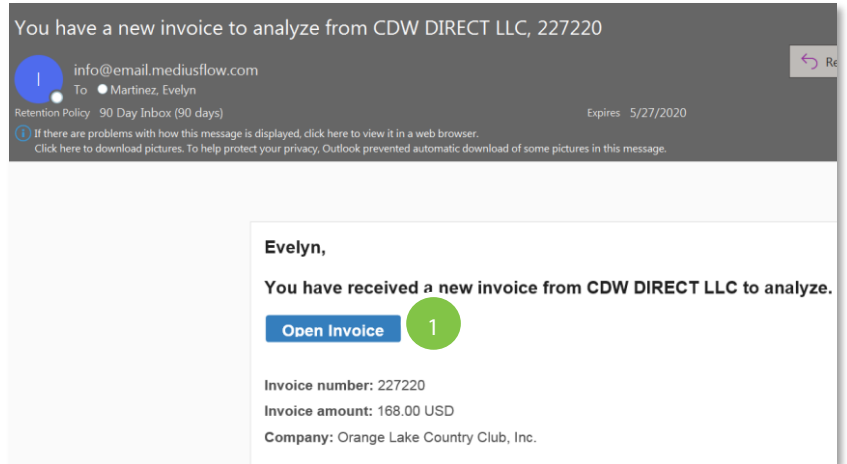 You have a new invoice to analyze from CDW DIRECT LLC, 227220
I
info@email.mediusflow.com
To Martinez, Evelyn
Retention Policy 90 Day Inbox (90 days) Expires 5/27/2020
If there are problems with how this message is displayed, click here to view it in a web browser.
Click here to download pictures. To help protect your privacy, Outlook prevented automatic download of some pictures in this message.
Re
Evelyn,
You have received a new invoice from CDW DIRECT LLC to analyze.
Open Invoice 1
Invoice number: 227220
Invoice amount: 168.00 USD
Company: Orange Lake Country Club, Inc.